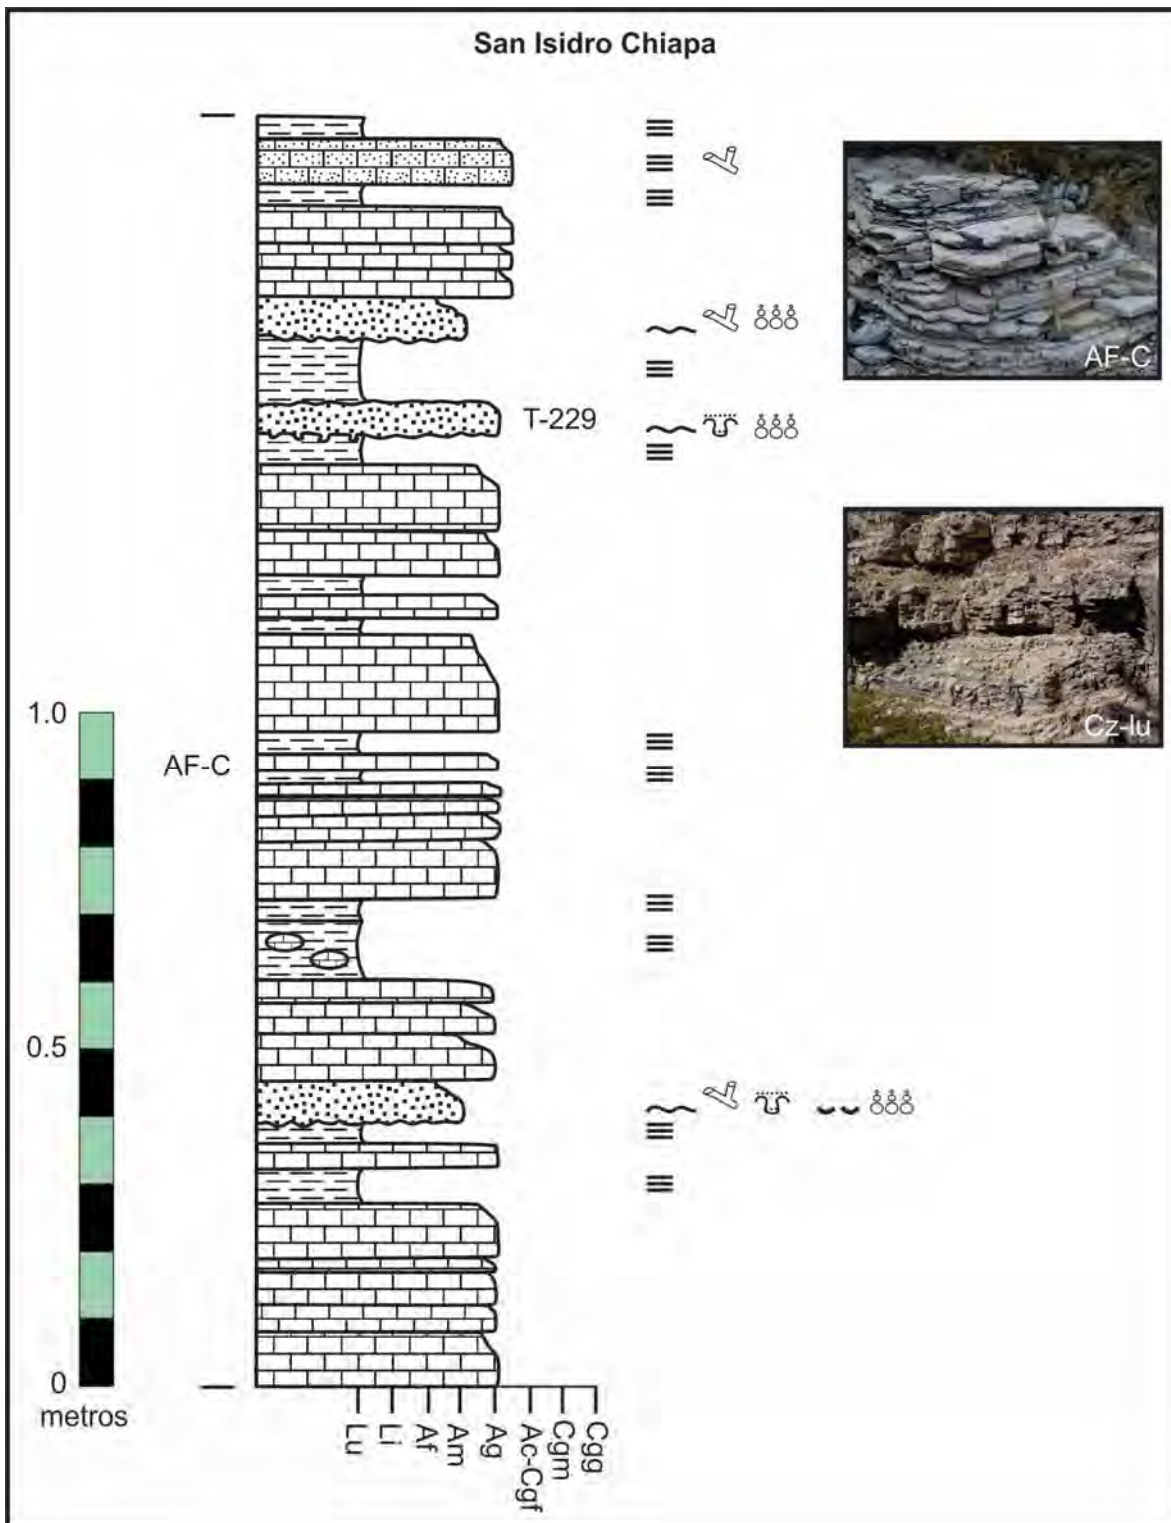 San Isidro Chiapa
AF-C
T-229
Cz-lu
1.0
AF-C
0.5
0
metros
Lu
Li
Af
Am
Ag
Ac-Cgf
Cgm
Cgg